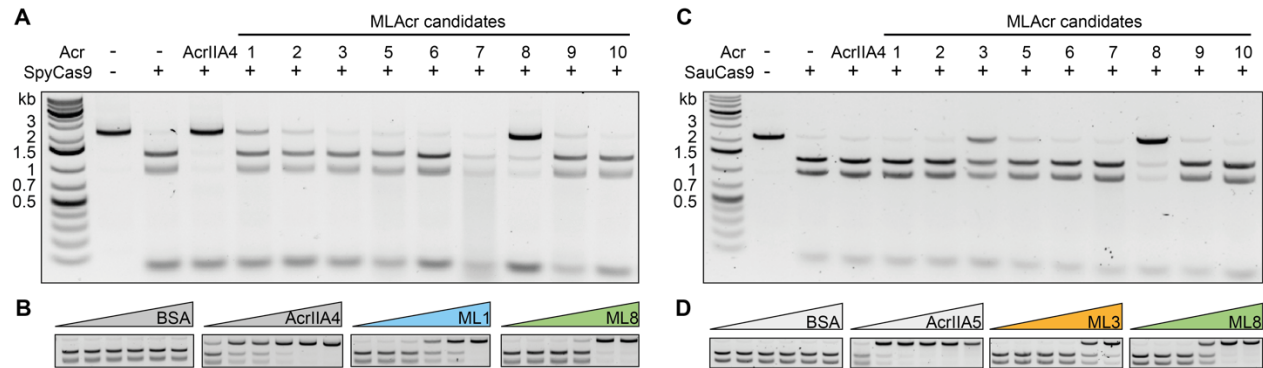 A
MLAcr candidates
Acr - - AcrIIA4 1 2 3 5 6 7 8 9 10
SpyCas9 - + + + + + + + + + + +
kb
3
2
1.5
1
0.7
0.5
B
BSA AcrIIA4 ML1 ML8
C
MLAcr candidates
Acr - - AcrIIA4 1 2 3 5 6 7 8 9 10
SauCas9 - + + + + + + + + + + +
kb
3
2
1.5
1
0.7
0.5
D
BSA AcrIIA5 ML3 ML8